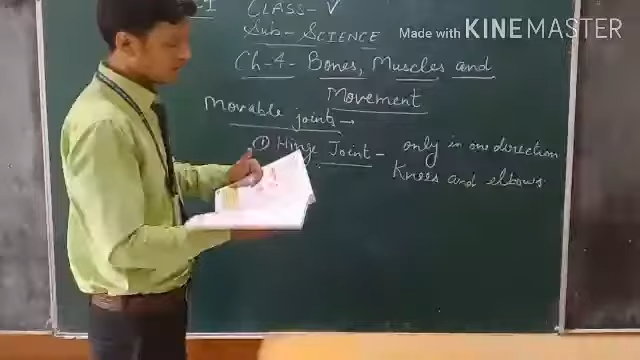 CLASS- V
Sub- SCIENCE
Ch-4- Bones, Muscles and
Movement
Movable joints →
① Hinge Joint - only in one direction
Knees and elbows.
Made with KINEMASTER